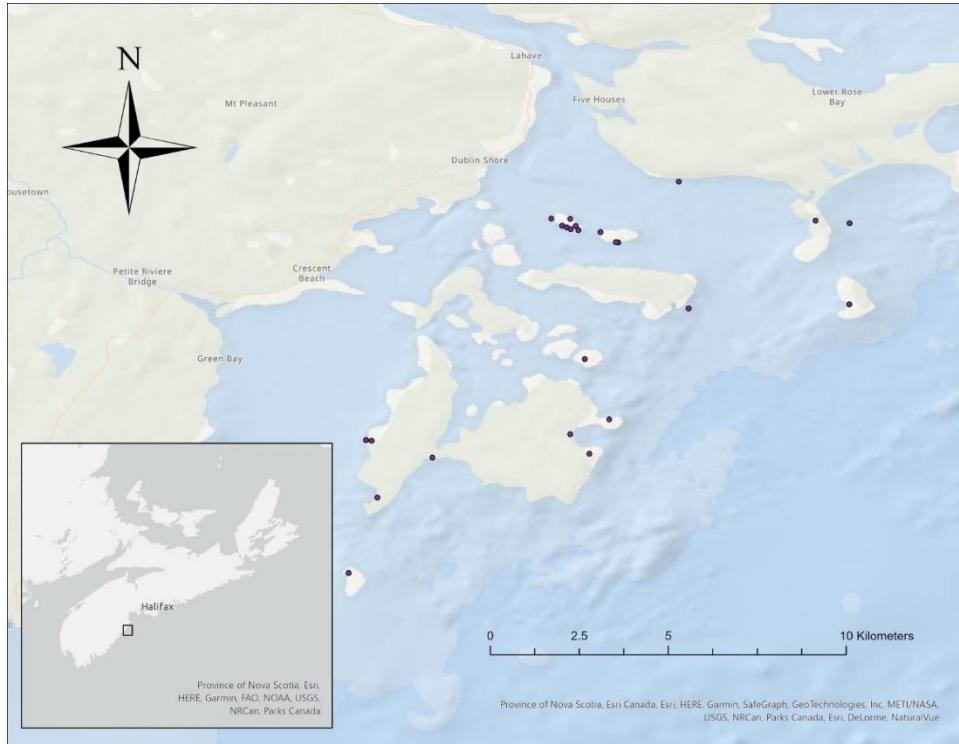 N
Lahave
Mt Pleasant
Five Houses
Lower Rose
Bay
Dublin Shore
ousetown
Crescent
Beach
Petite Riviere
Bridge
Green Bay
Halifax
0 2.5 5 10 Kilometers
Province of Nova Scotia, Esri,
HERE, Garmin, FAO, NOAA, USGS,
NRCan, Parks Canada
Province of Nova Scotia, Esri Canada, Esri, HERE, Garmin, SafeGraph, GeoTechnologies, Inc, METI/NASA,
USGS, NRCan, Parks Canada, Esri, DeLorme, NaturalVue